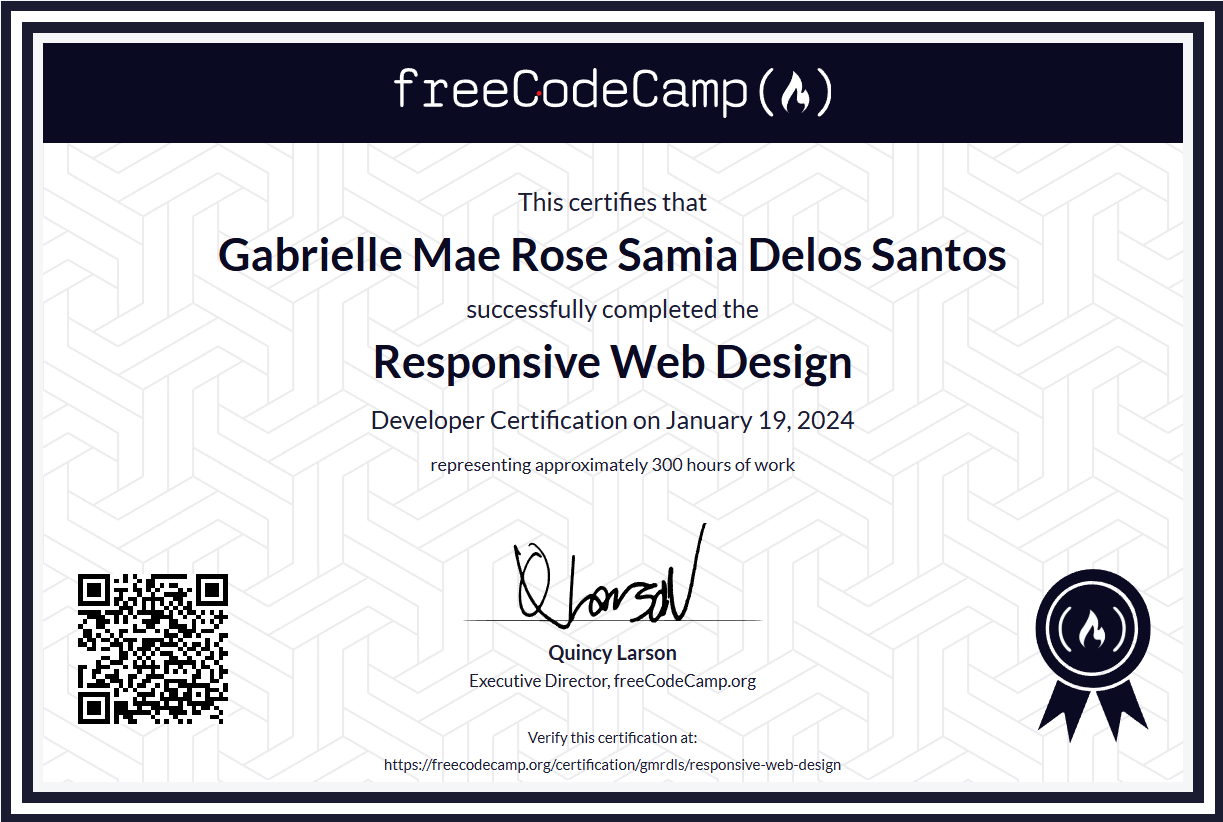 freeCodeCamp
This certifies that
Gabrielle Mae Rose Samia Delos Santos
successfully completed the
Responsive Web Design
Developer Certification on January 19, 2024
representing approximately 300 hours of work
Q Larson
Quincy Larson
Executive Director, freeCodeCamp.org
Verify this certification at:
https://freecodecamp.org/certification/gmrdls/responsive-web-design